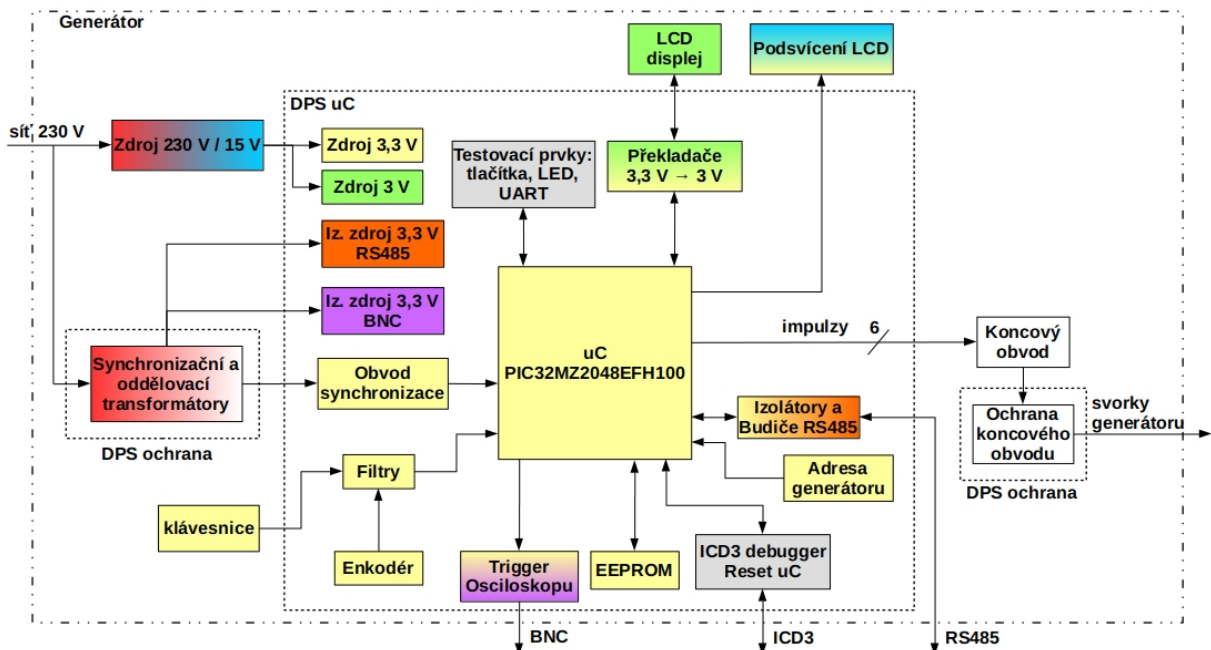 Generátor
LCD
displej
Podsvícení LCD
DPS uC
síť 230 V
Zdroj 230 V / 15 V
Zdroj 3,3 V
Testovací prvky:
tlačítka, LED,
UART
Překladače
3,3 V → 3 V
Zdroj 3 V
Iz. zdroj 3,3 V
RS485
Iz. zdroj 3,3 V
BNC
impulzy
6
Koncový
obvod
uC
PIC32MZ2048EFH100
Synchronizační a
oddělovací
transformátory
Obvod
synchronizace
DPS ochrana
Izolátory a
Budiče RS485
Ochrana
koncového
obvodu
svorky
generátoru
DPS ochrana
Filtry
Adresa
generátoru
klávesnice
Enkodér
Trigger
Osciloskopu
EEPROM
ICD3 debugger
Reset uC
BNC
ICD3
RS485